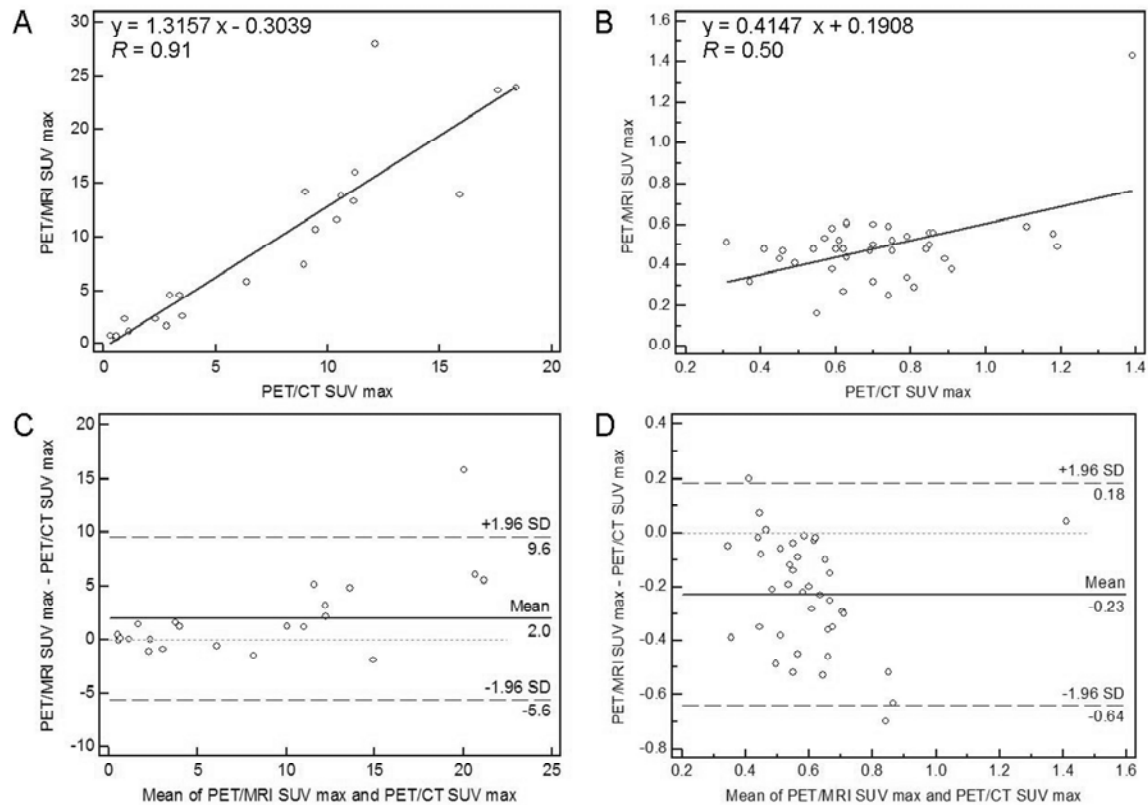 A
y = 1.3157 x - 0.3039
R = 0.91
30
25
20
15
10
5
0
PET/MRI SUV max
0 5 10 15 20
PET/CT SUV max
B
y = 0.4147 x + 0.1908
R = 0.50
1.6
1.4
1.2
1.0
0.8
0.6
0.4
0.2
0.0
PET/MRI SUV max
0.2 0.4 0.6 0.8 1.0 1.2 1.4
PET/CT SUV max
C
20
15
10
5
0
-5
-10
PET/MRI SUV max - PET/CT SUV max
+1.96 SD
9.6
Mean
2.0
-1.96 SD
-5.6
0 5 10 15 20 25
Mean of PET/MRI SUV max and PET/CT SUV max
D
0.4
0.2
0.0
-0.2
-0.4
-0.6
-0.8
PET/MRI SUV max - PET/CT SUV max
+1.96 SD
0.18
Mean
-0.23
-1.96 SD
-0.64
0.2 0.4 0.6 0.8 1.0 1.2 1.4 1.6
Mean of PET/MRI SUV max and PET/CT SUV max